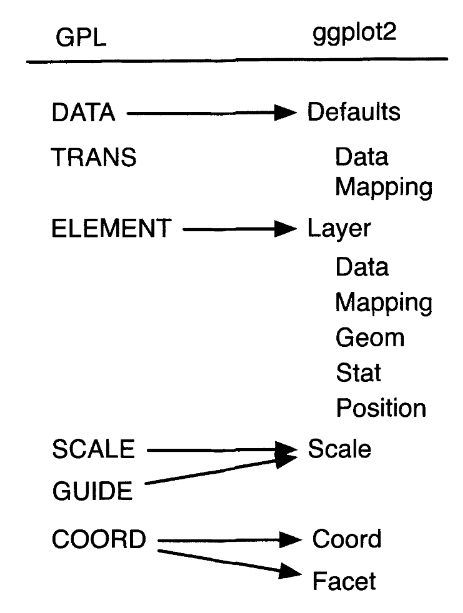 GPL ggplot2
DATA Defaults
TRANS Data
Mapping
ELEMENT Layer
Data
Mapping
Geom
Stat
Position
SCALE Scale
GUIDE
COORD Coord
Facet